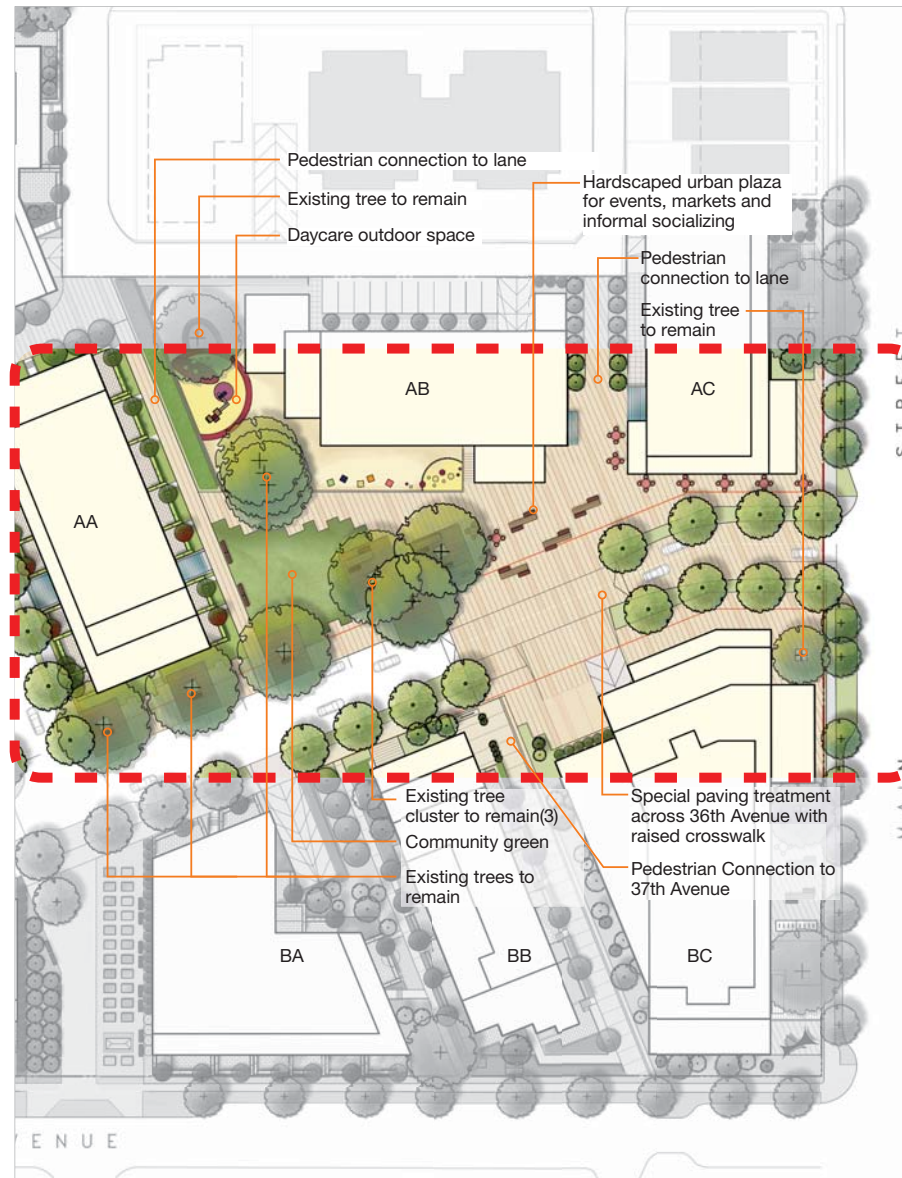 Pedestrian connection to lane
Existing tree to remain
Daycare outdoor space
Hardscaped urban plaza
for events, markets and
informal socializing
Pedestrian
connection to lane
Existing tree
to remain
AB
AC
STREET
AA
Existing tree
cluster to remain(3)
Community green
Existing trees to
remain
Special paving treatment
across 36th Avenue with
raised crosswalk
Pedestrian Connection to
37th Avenue
MAIN
BA
BB
BC
VENUE